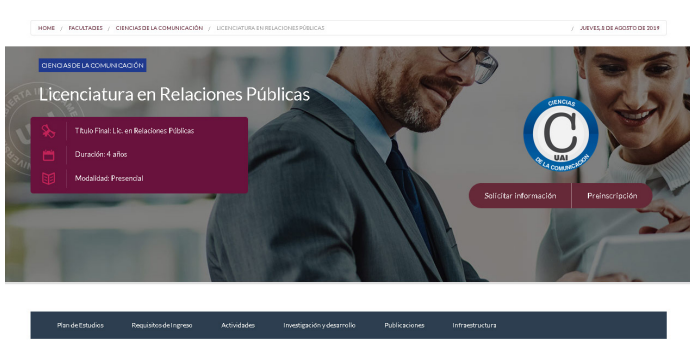 HOME / FACULTADES / CIENCIAS DE LA COMUNICACIÓN / LICENCIATURA EN RELACIONES PÚBLICAS / JUEVES, 8 DE AGOSTO DE 2019
CIENCIAS DE LA COMUNICACIÓN
Licenciatura en Relaciones Públicas
Título Final: Lic. en Relaciones Públicas
Duración: 4 años
Modalidad: Presencial
CIENCIAS
C
UAI
DE LA COMUNICACIÓN
Solicitar información Preinscripción
Plan de Estudios Requisitos de Ingreso Actividades Investigación y desarrollo Publicaciones Infraestructura